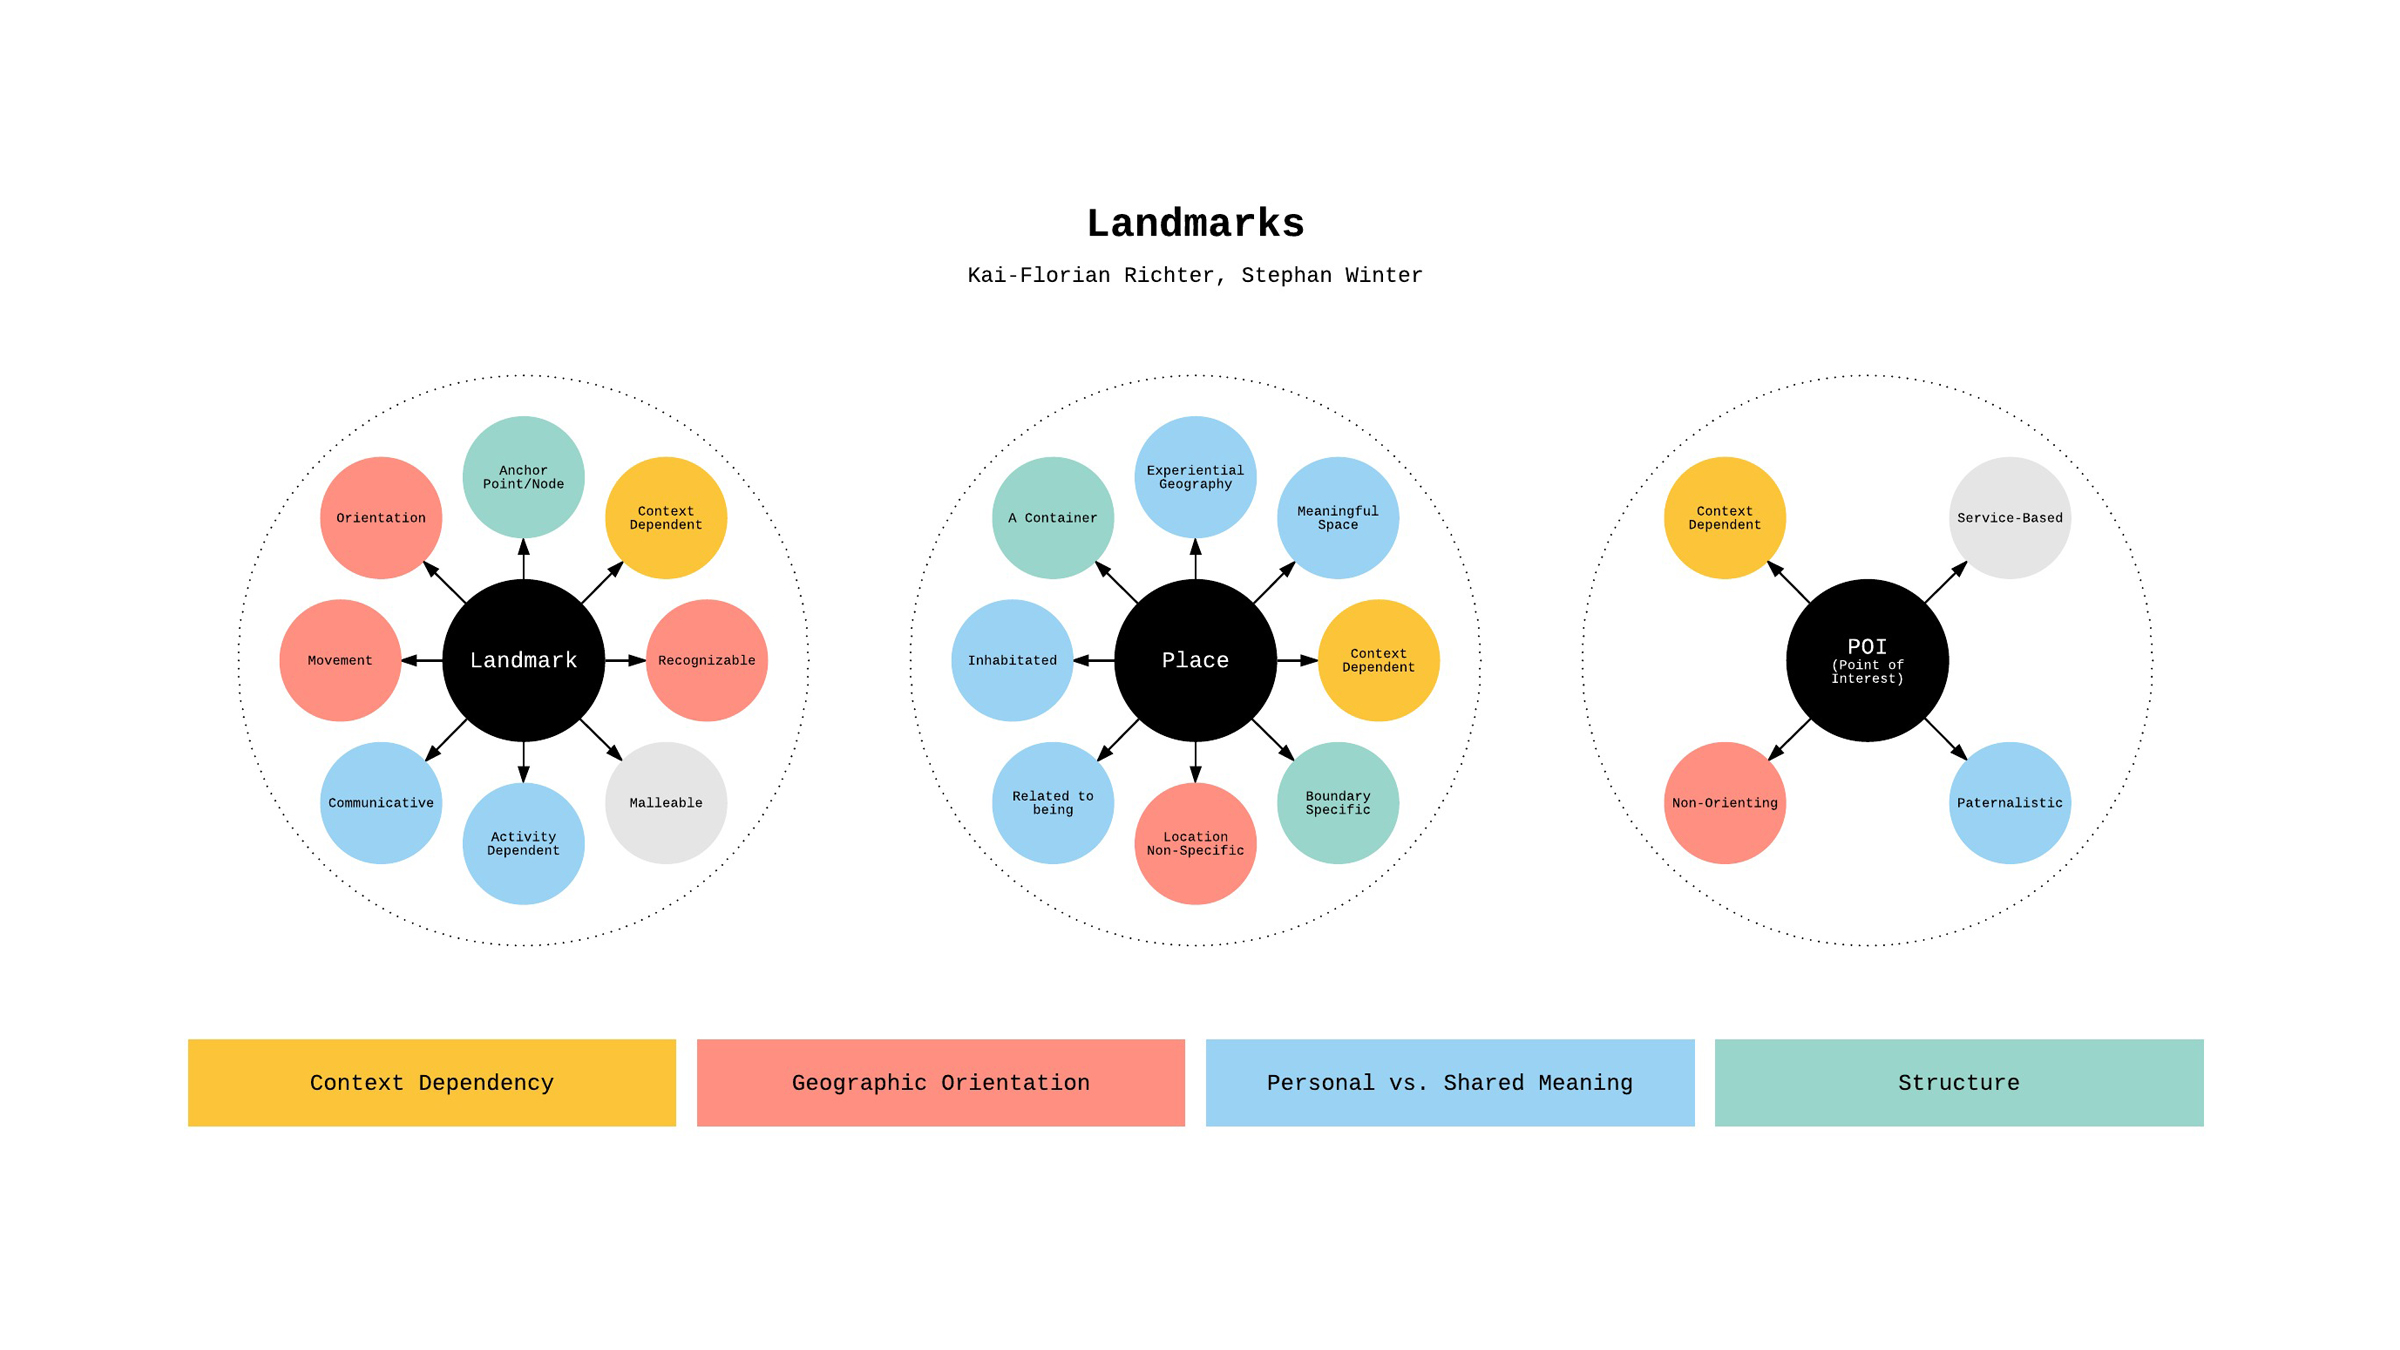 Landmarks
Kai-Florian Richter, Stephan Winter
Anchor
Point/Node
Orientation
Context
Dependent
Movement
Landmark
Recognizable
Communicative
Malleable
Activity
Dependent
Experiential
Geography
A Container
Meaningful
Space
Inhabitated
Place
Context
Dependent
Related to
being
Boundary
Specific
Location
Non-Specific
Context
Dependent
Service-Based
POI
(Point of
Interest)
Non-Orienting
Paternalistic
Context Dependency
Geographic Orientation
Personal vs. Shared Meaning
Structure